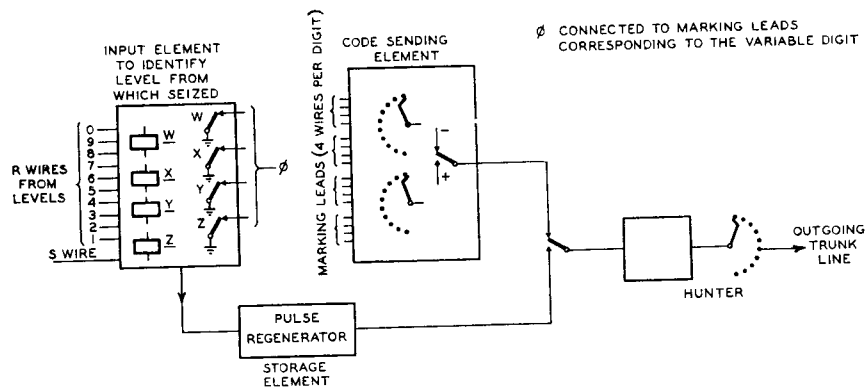 INPUT ELEMENT
TO IDENTIFY
LEVEL FROM
WHICH SEIZED
CODE SENDING
ELEMENT
Ø CONNECTED TO MARKING LEADS
CORRESPONDING TO THE VARIABLE DIGIT
R WIRES
FROM
LEVELS
0
9
8
7
6
5
4
3
2
1
S WIRE
W
X
Y
Z
W
X
Y
Z
Ø
MARKING LEADS (4 WIRES PER DIGIT)
−
+
PULSE
REGENERATOR
STORAGE
ELEMENT
HUNTER
OUTGOING
TRUNK
LINE